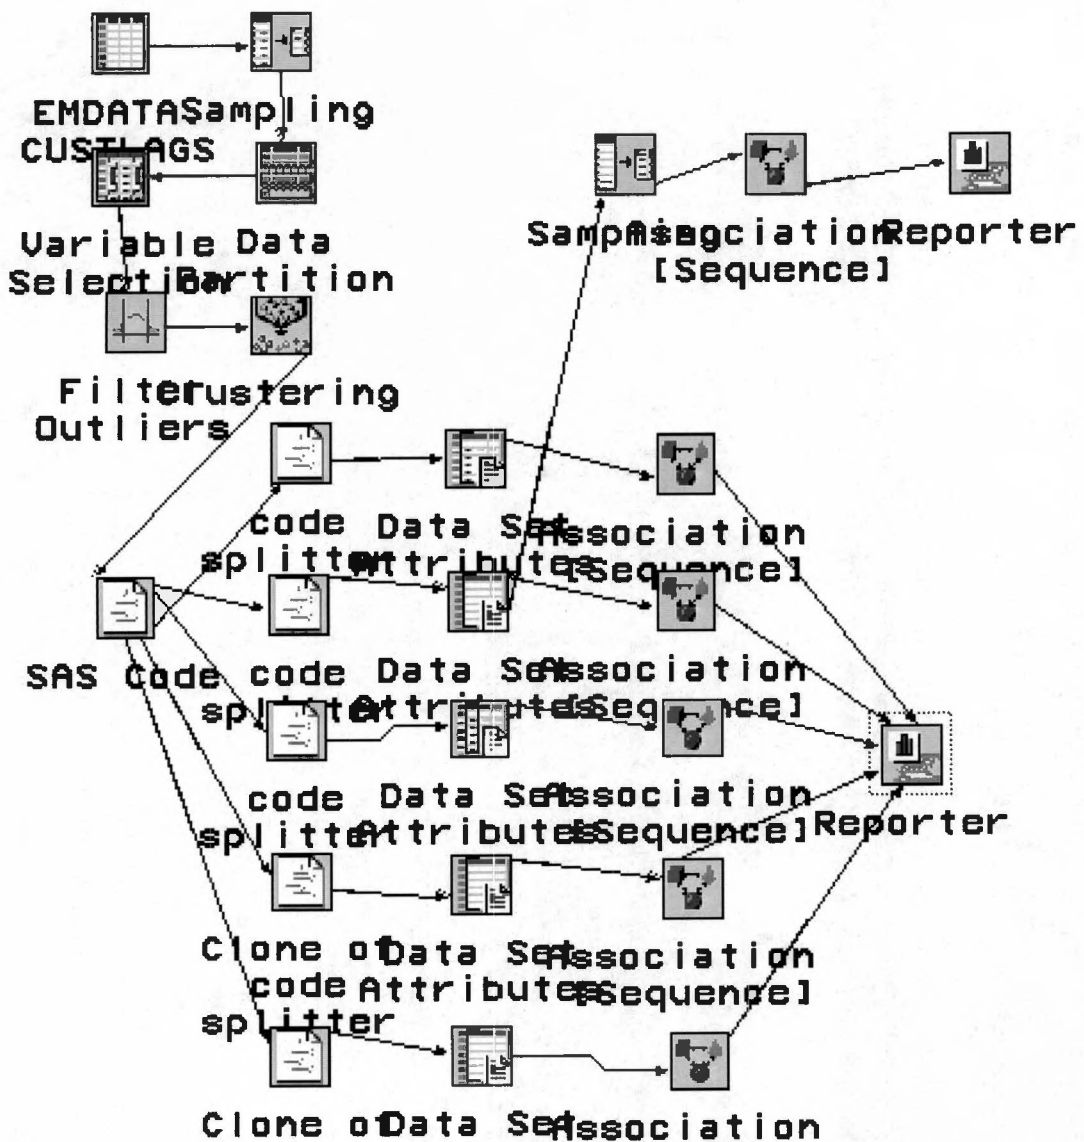 EMDATA Sampling
CUSTLAGS
Variable Data
Selection Partition
Sampling Association Reporter
[Sequence]
Filter Clustering
Outliers
code Data Set Association
splitter Attributes [Sequence]
SAS Code code Data Set Association
splitter Attributes [Sequence]
code Data Set Association
splitter Attributes [Sequence] Reporter
Clone of Data Set Association
code Attributes [Sequence]
splitter
Clone of Data Set Association